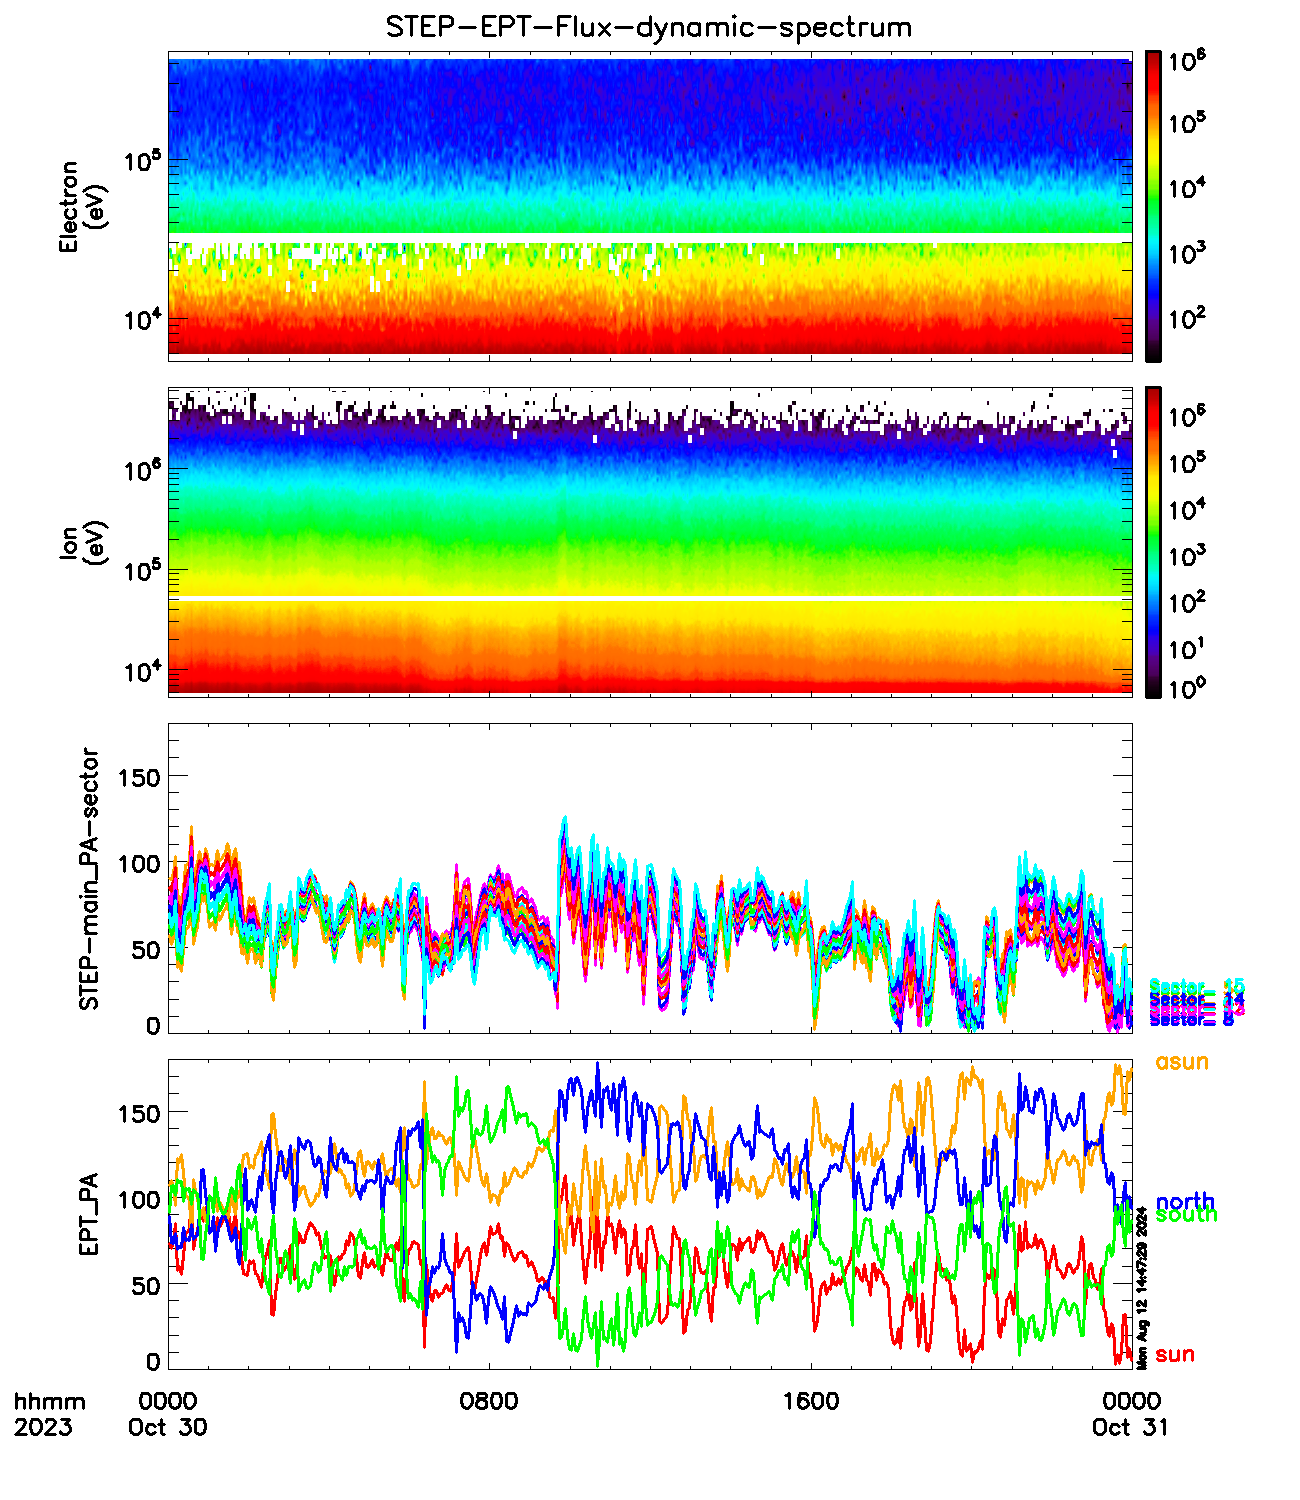 STEP-EPT-Flux-dynamic-spectrum
Electron
(eV)
10^5
10^4
10^6
10^5
10^4
10^3
10^2
Ion
(eV)
10^6
10^5
10^4
10^6
10^5
10^4
10^3
10^2
10^1
10^0
STEP-main_PA-sector
150
100
50
0
Sector_ 15
Sector_ 14
EPT_PA
150
100
50
0
asun
north
south
sun
Mon Aug 12 14:47:29 2024
hhmm
2023
0000
Oct 30
0800
1600
0000
Oct 31